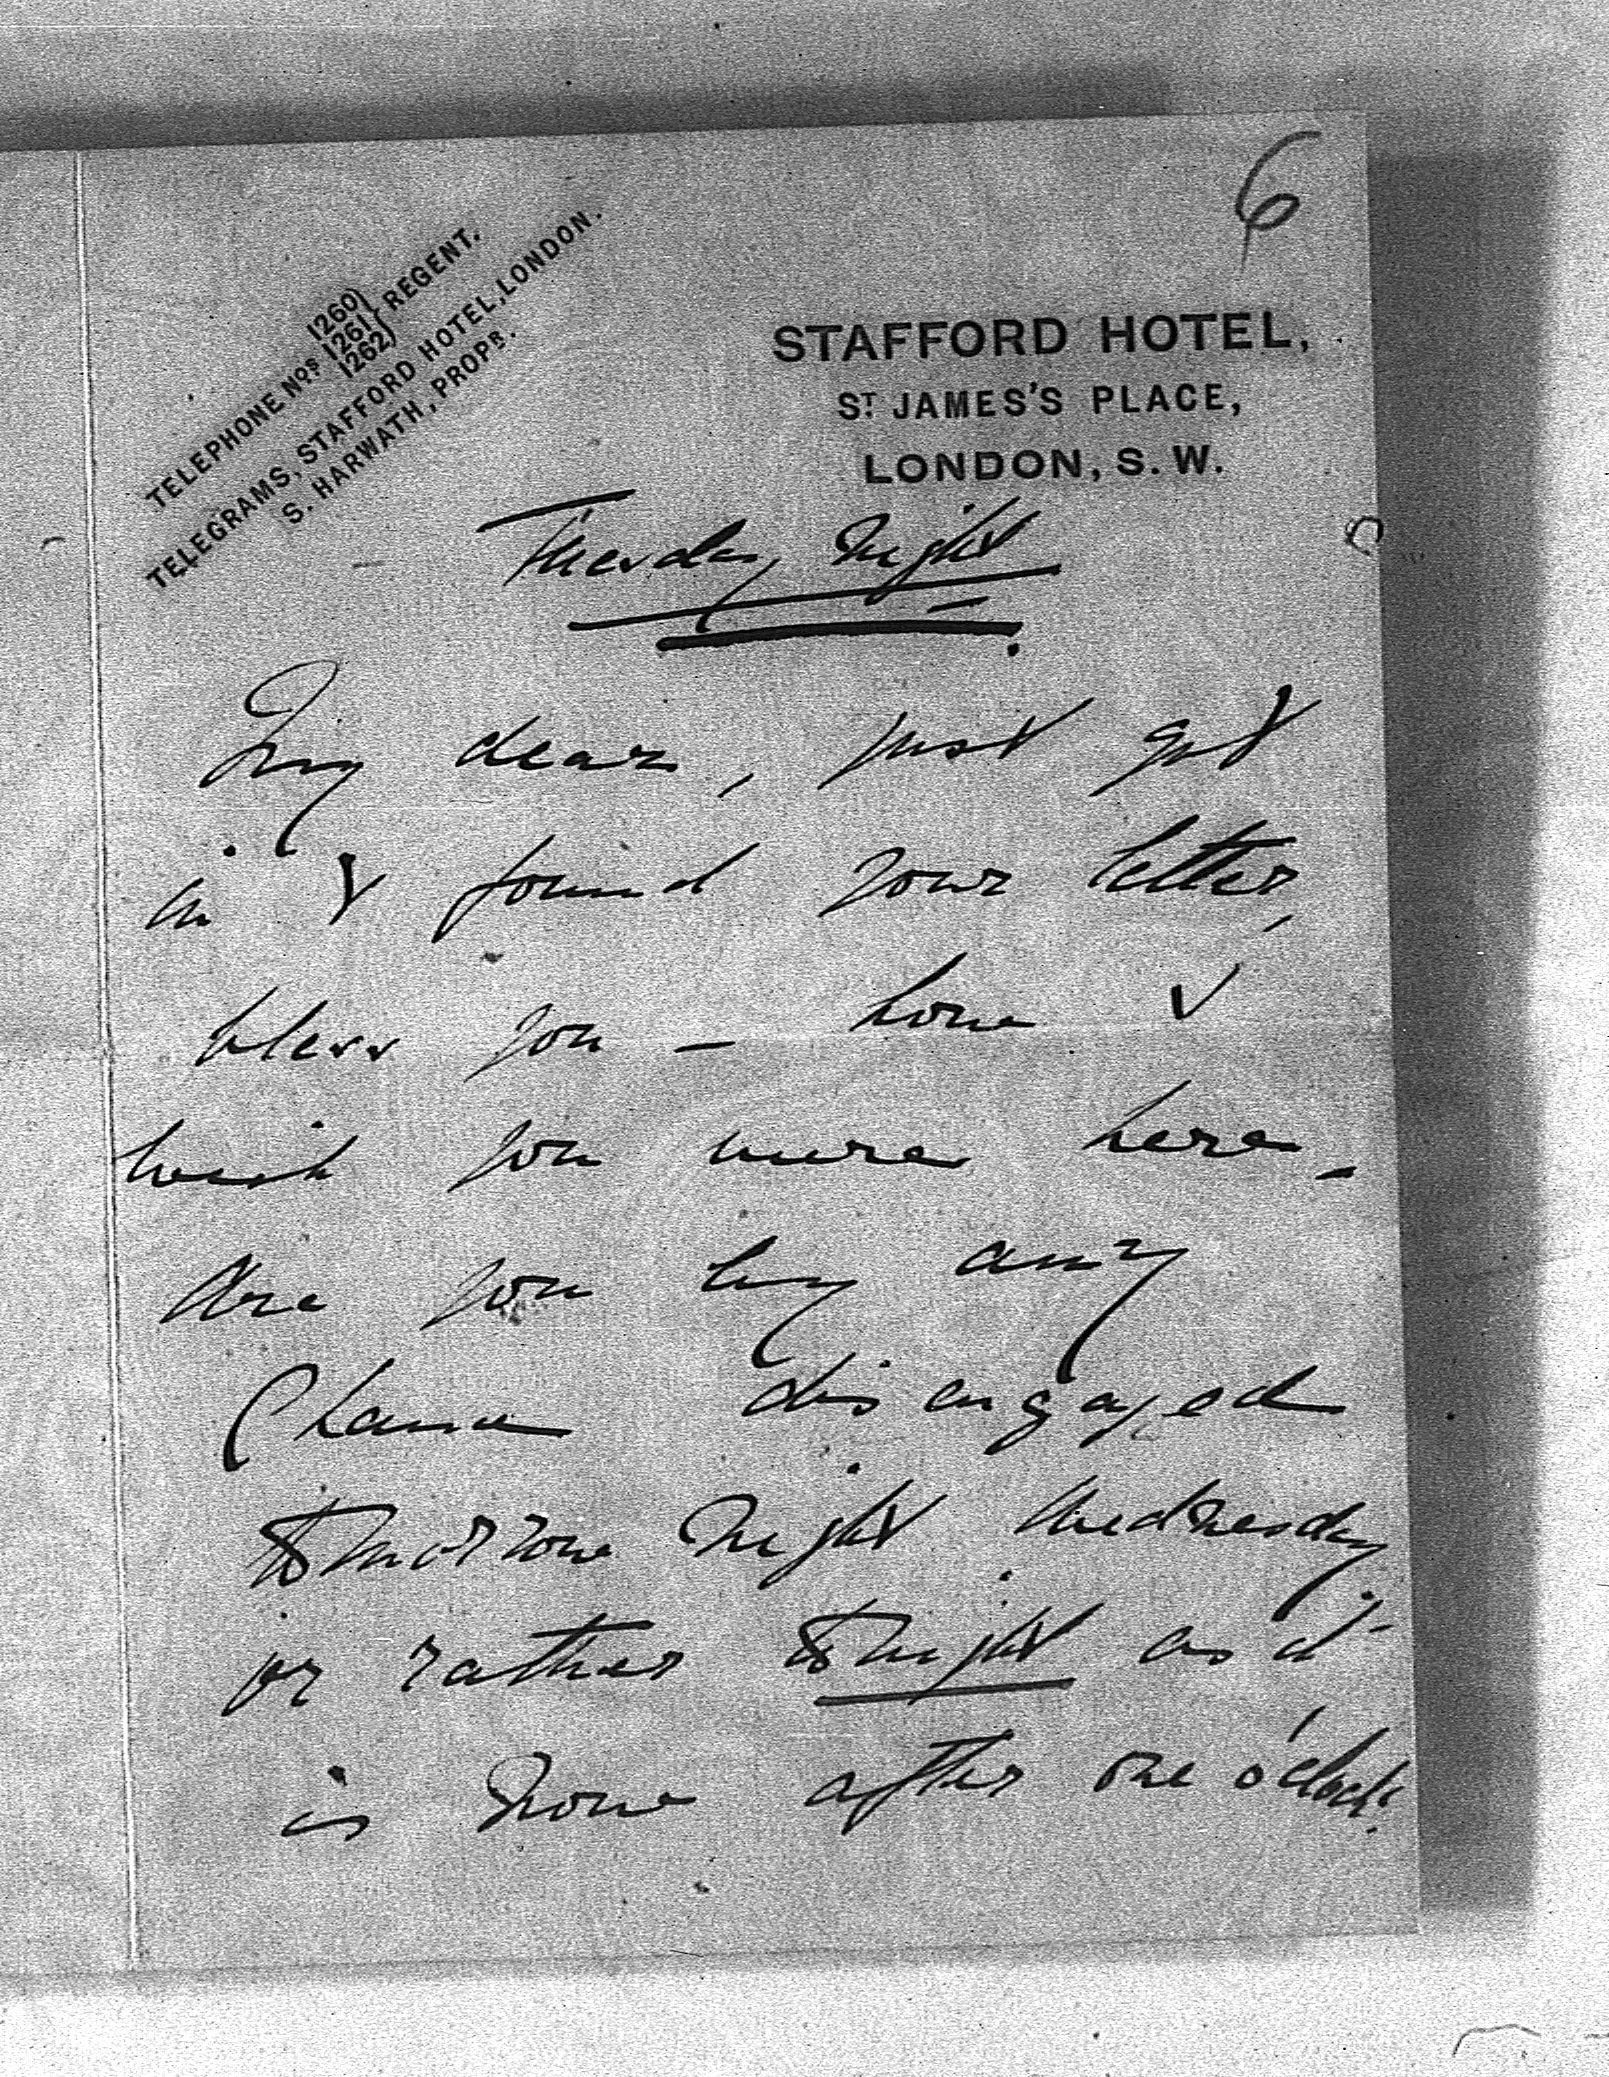 6
TELEPHONE Nos 1260 1261 1262 } REGENT.
TELEGRAMS, STAFFORD HOTEL, LONDON.
S. HARWATH, PROPR.
STAFFORD HOTEL,
ST JAMES'S PLACE,
LONDON, S. W.
Tuesday Night
My dear, just got
in & found your letter,
bless you – how I
wish you were here –
Are you by any
Chance disengaged
tomorrow night Wednesday
or rather tonight as it
is now after one o'clock.